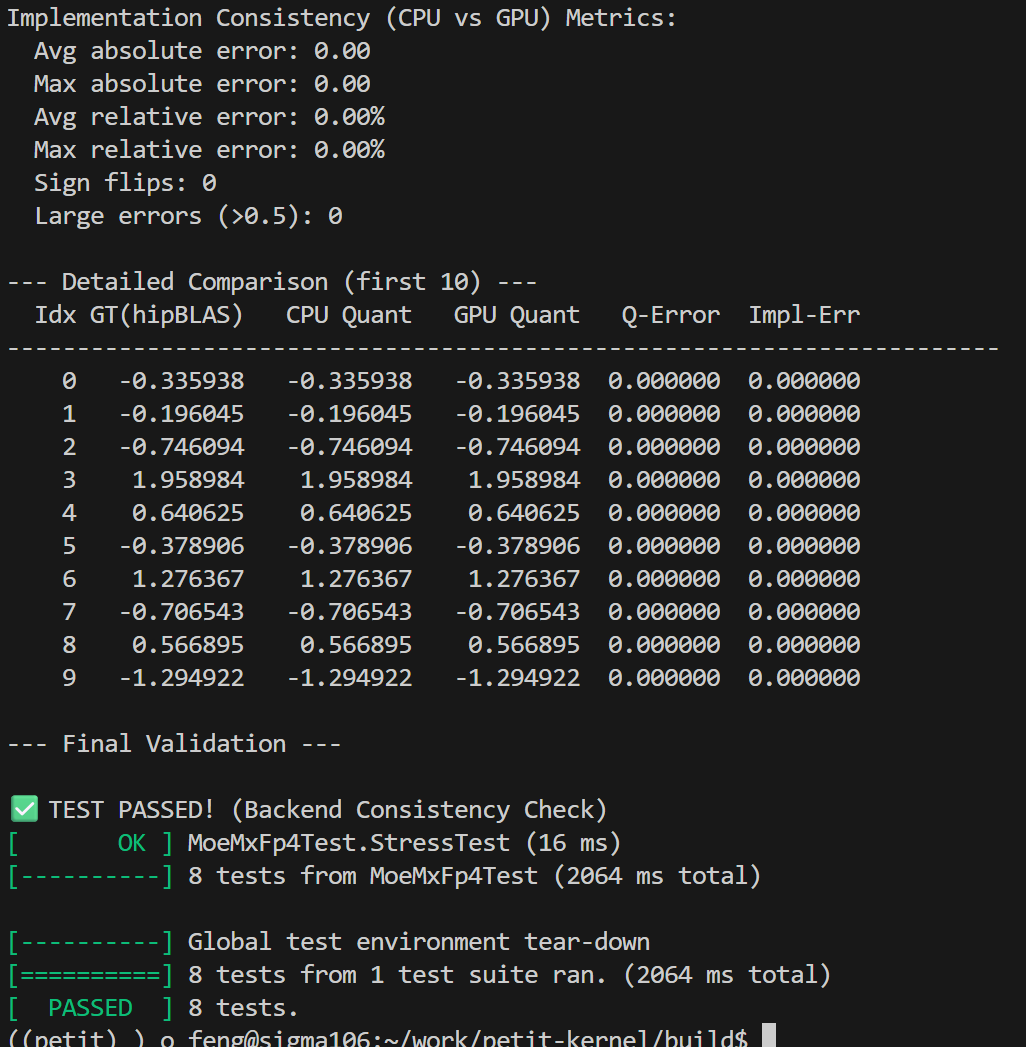 Implementation Consistency (CPU vs GPU) Metrics:
  Avg absolute error: 0.00
  Max absolute error: 0.00
  Avg relative error: 0.00%
  Max relative error: 0.00%
  Sign flips: 0
  Large errors (>0.5): 0

--- Detailed Comparison (first 10) ---
  Idx GT(hipBLAS)   CPU Quant   GPU Quant   Q-Error  Impl-Err
-----------------------------------------------------------------------
    0   -0.335938   -0.335938   -0.335938  0.000000  0.000000
    1   -0.196045   -0.196045   -0.196045  0.000000  0.000000
    2   -0.746094   -0.746094   -0.746094  0.000000  0.000000
    3    1.958984    1.958984    1.958984  0.000000  0.000000
    4    0.640625    0.640625    0.640625  0.000000  0.000000
    5   -0.378906   -0.378906   -0.378906  0.000000  0.000000
    6    1.276367    1.276367    1.276367  0.000000  0.000000
    7   -0.706543   -0.706543   -0.706543  0.000000  0.000000
    8    0.566895    0.566895    0.566895  0.000000  0.000000
    9   -1.294922   -1.294922   -1.294922  0.000000  0.000000

--- Final Validation ---

✅ TEST PASSED! (Backend Consistency Check)
[       OK ] MoeMxFp4Test.StressTest (16 ms)
[----------] 8 tests from MoeMxFp4Test (2064 ms total)

[----------] Global test environment tear-down
[==========] 8 tests from 1 test suite ran. (2064 ms total)
[  PASSED  ] 8 tests.
((petit) ) o feng@sigma106:~/work/petit-kernel/build$